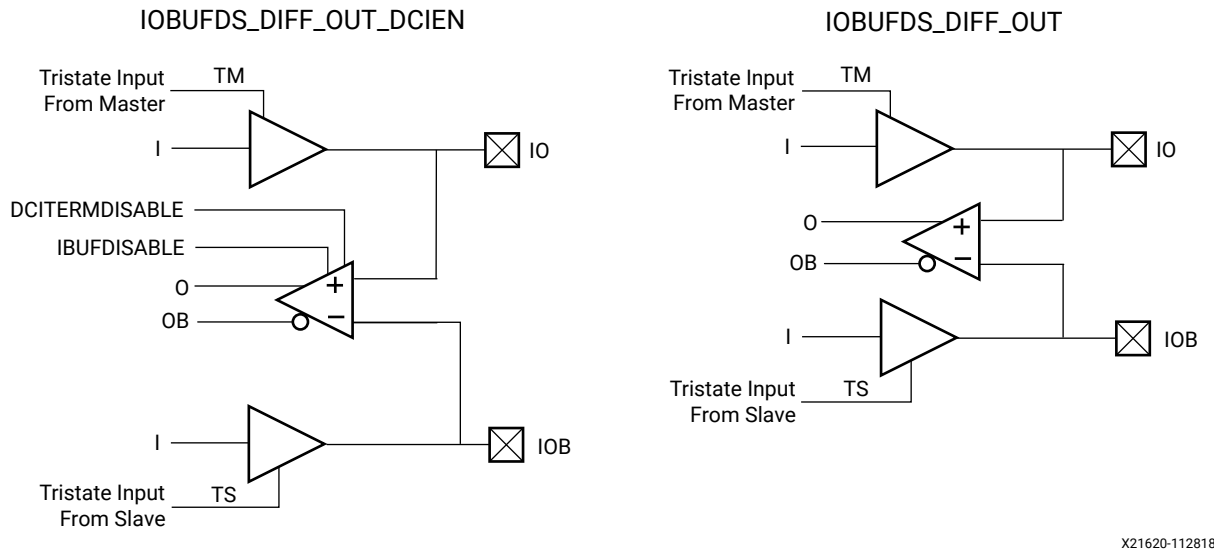 IOBUFDS_DIFF_OUT_DCIEN
Tristate Input
From Master
TM
I
IO
DCITERMDISABLE
IBUFDISABLE
O
+
OB
−
I
IOB
Tristate Input
From Slave
TS
IOBUFDS_DIFF_OUT
Tristate Input
From Master
TM
I
IO
O
+
OB
−
I
IOB
Tristate Input
From Slave
TS
X21620-112818